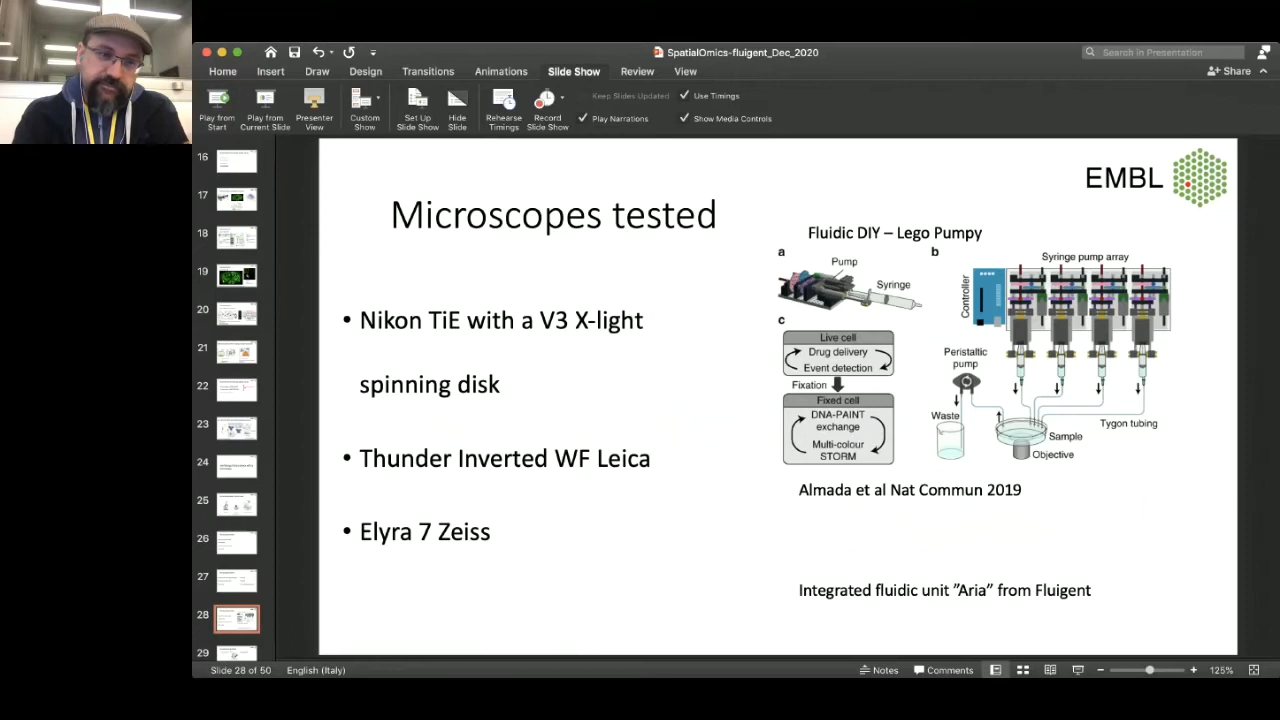 SpatialOmics-fluigent_Dec_2020
Search in Presentation
Home Insert Draw Design Transitions Animations Slide Show Review View
Share
Play from Start
Play from Current Slide
Presenter View
Custom Show
Set Up Slide Show
Hide Slide
Rehearse Timings
Record Slide Show
Keep Slides Updated
Use Timings
Play Narrations
Show Media Controls
16
17
18
19
20
21
22
23
24
25
26
27
28
29
EMBL
Microscopes tested
• Nikon TiE with a V3 X-light
spinning disk
• Thunder Inverted WF Leica
• Elyra 7 Zeiss
Fluidic DIY – Lego Pumpy
a
Pump
Syringe
b
Syringe pump array
Controller
c
Live cell
Drug delivery
Event detection
Fixation
Fixed cell
DNA-PAINT
exchange
Multi-colour
STORM
Peristaltic
pump
Waste
Sample
Objective
Tygon tubing
Almada et al Nat Commun 2019
Integrated fluidic unit ”Aria” from Fluigent
Slide 28 of 50
English (Italy)
Notes
Comments
125%